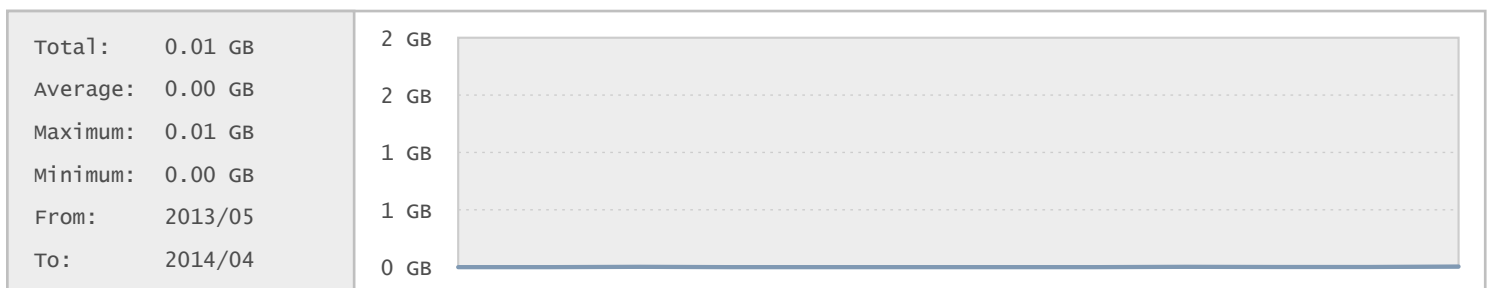 Total: 0.01 GB
Average: 0.00 GB
Maximum: 0.01 GB
Minimum: 0.00 GB
From: 2013/05
To: 2014/04
2 GB
2 GB
1 GB
1 GB
0 GB